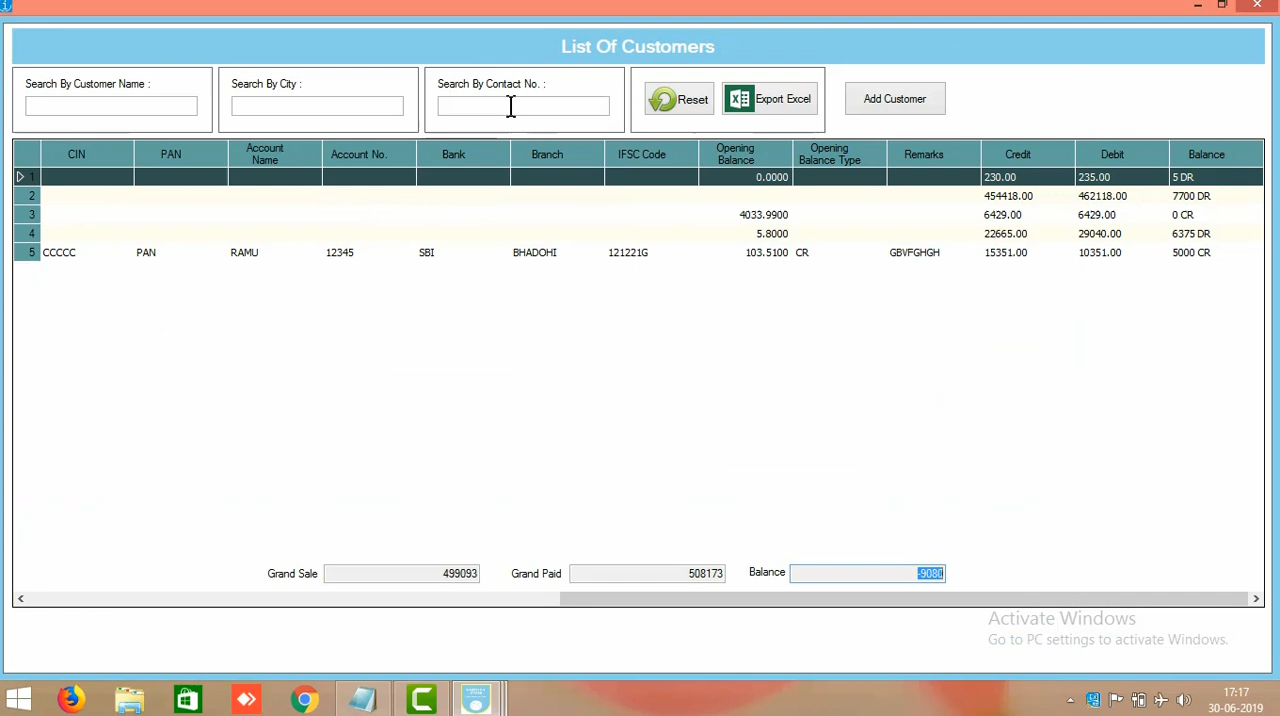 List Of Customers
Search By Customer Name :
Search By City :
Search By Contact No. :
Reset
Export Excel
Add Customer
CIN PAN Account Name Account No. Bank Branch IFSC Code Opening Balance Opening Balance Type Remarks Credit Debit Balance
1 0.0000 230.00 235.00 5 DR
2 454418.00 462118.00 7700 DR
3 4033.9900 6429.00 6429.00 0 CR
4 5.8000 22665.00 29040.00 6375 DR
5 CCCCC PAN RAMU 12345 SBI BHADOHI 121221G 103.5100 CR GBVFGHGH 15351.00 10351.00 5000 CR
Grand Sale 499093 Grand Paid 508173 Balance -9080
Activate Windows
Go to PC settings to activate Windows.
17:17
30-06-2019